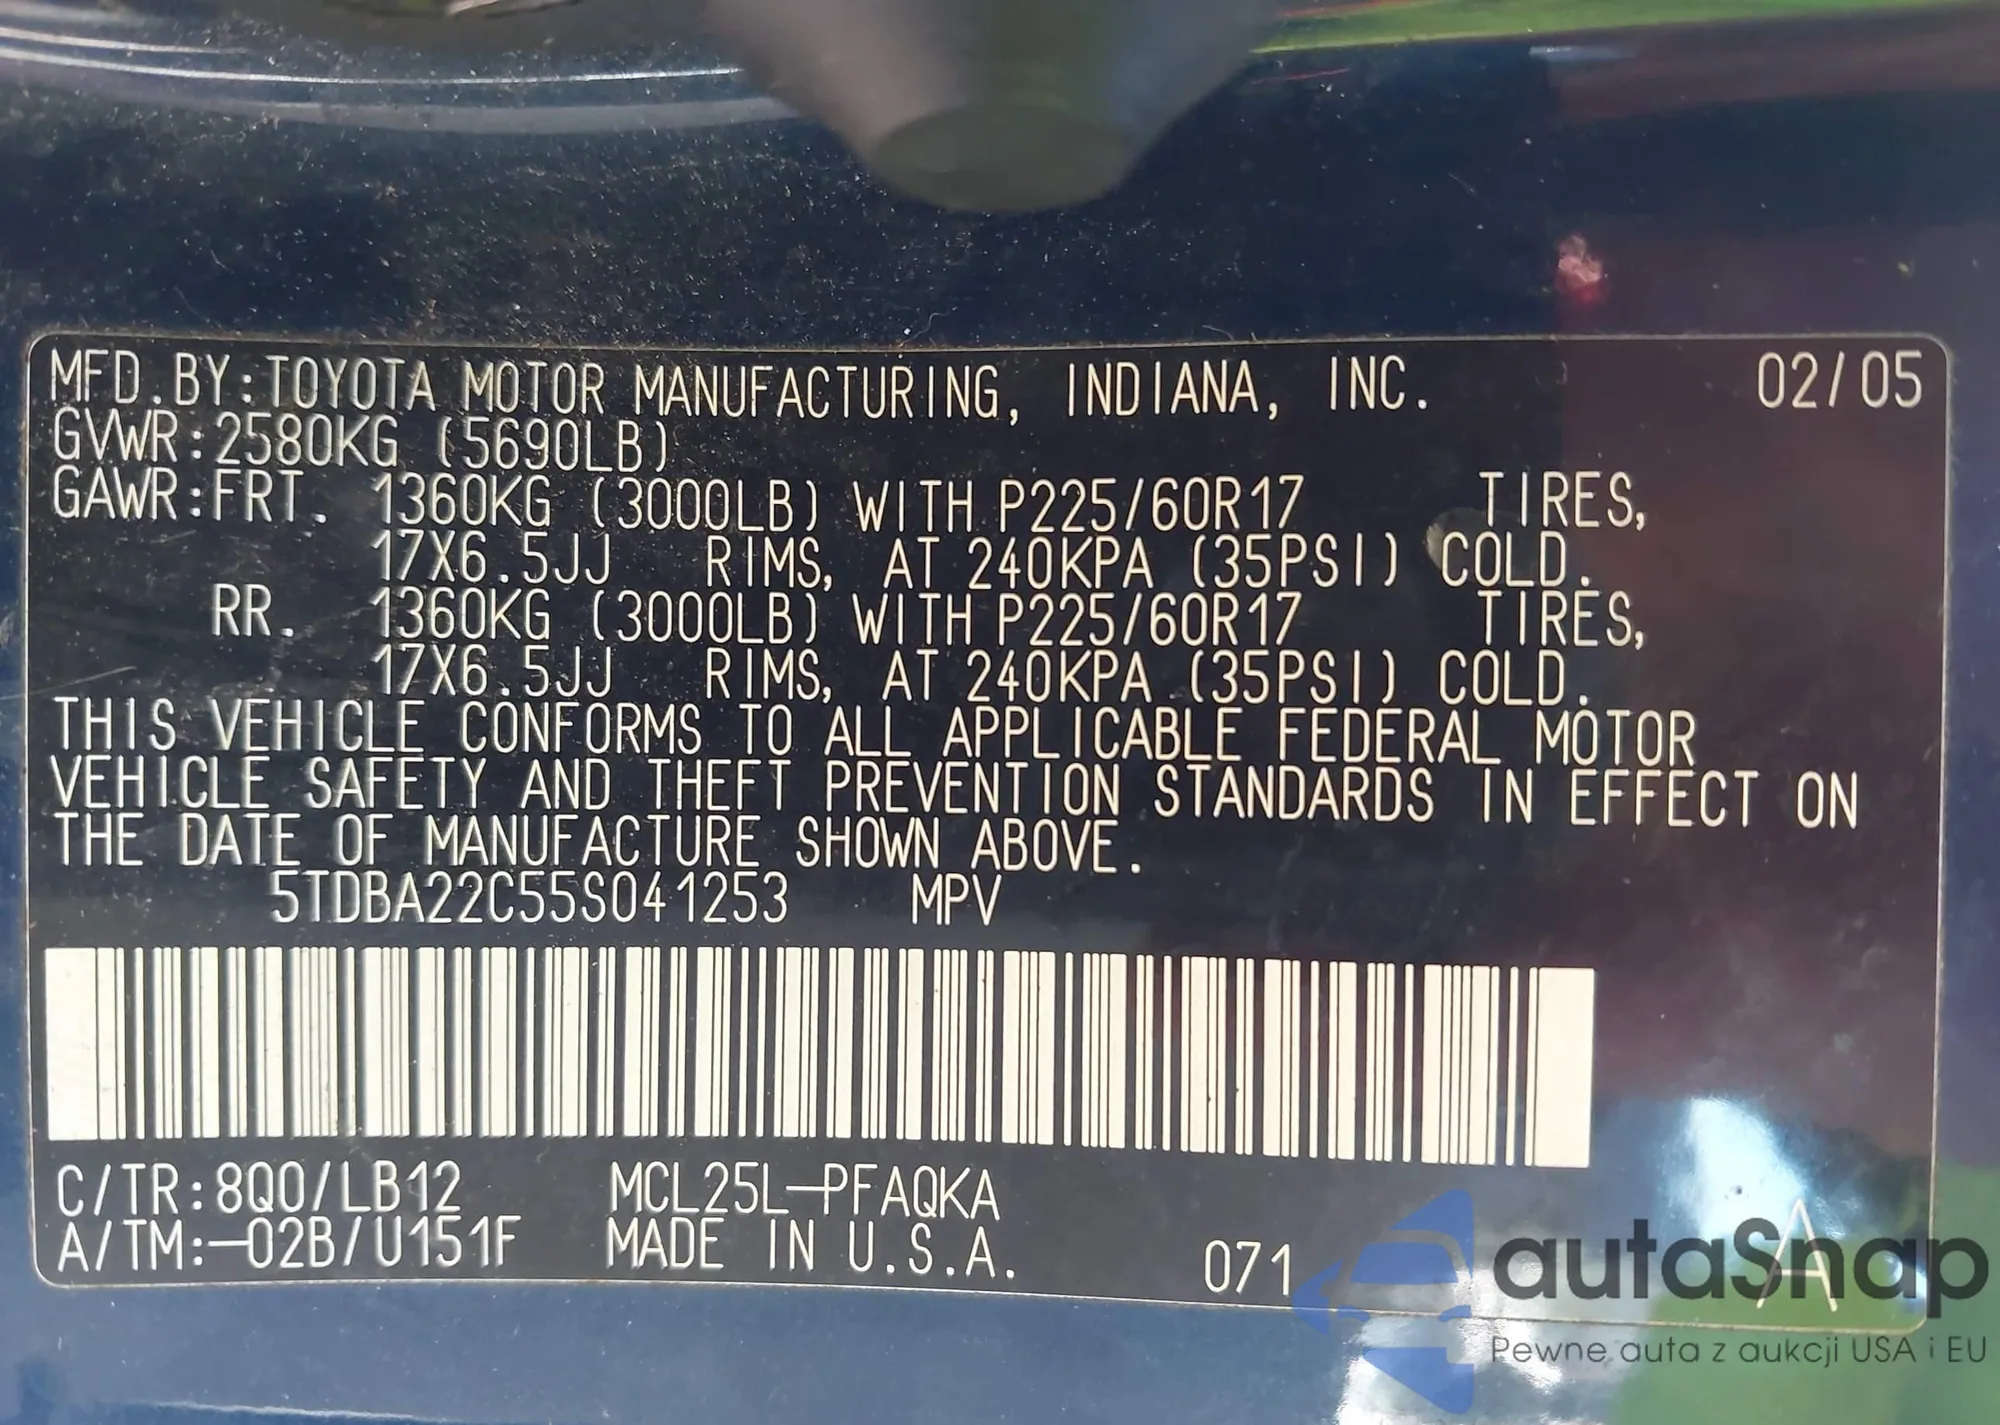 MFD.BY:TOYOTA MOTOR MANUFACTURING, INDIANA, INC. 02/05
GVWR:2580KG (5690LB)
GAWR:FRT. 1360KG (3000LB) WITH P225/60R17 TIRES,
17X6.5JJ RIMS, AT 240KPA (35PSI) COLD.
RR. 1360KG (3000LB) WITH P225/60R17 TIRES,
17X6.5JJ RIMS, AT 240KPA (35PSI) COLD.
THIS VEHICLE CONFORMS TO ALL APPLICABLE FEDERAL MOTOR
VEHICLE SAFETY AND THEFT PREVENTION STANDARDS IN EFFECT ON
THE DATE OF MANUFACTURE SHOWN ABOVE.
5TDBA22C55S041253 MPV
C/TR:8Q0/LB12 MCL25L-PFAQKA
A/TM:-02B/U151F MADE IN U.S.A. 071 A
autaSnap
Pewne auta z aukcji USA i EU